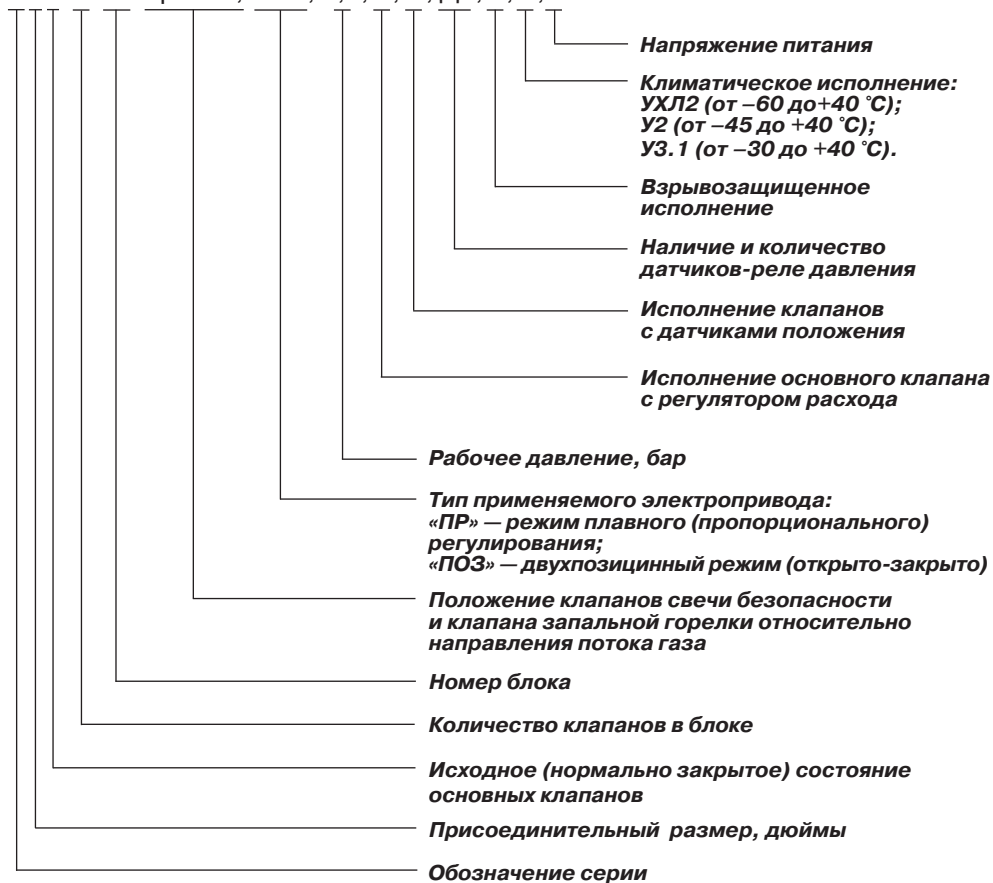 Напряжение питания
Климатическое исполнение:
УХЛ2 (от –60 до+40 °С);
У2 (от –45 до +40 °С);
У3.1 (от –30 до +40 °С).
Взрывозащищенное
исполнение
Наличие и количество
датчиков-реле давления
Исполнение клапанов
с датчиками положения
Исполнение основного клапана
с регулятором расхода
Рабочее давление, бар
Тип применяемого электропривода:
«ПР» — режим плавного (пропорционального)
регулирования;
«ПОЗ» — двухпозицинный режим (открыто-закрыто)
Положение клапанов свечи безопасности
и клапана запальной горелки относительно
направления потока газа
Номер блока
Количество клапанов в блоке
Исходное (нормально закрытое) состояние
основных клапанов
Присоединительный размер, дюймы
Обозначение серии